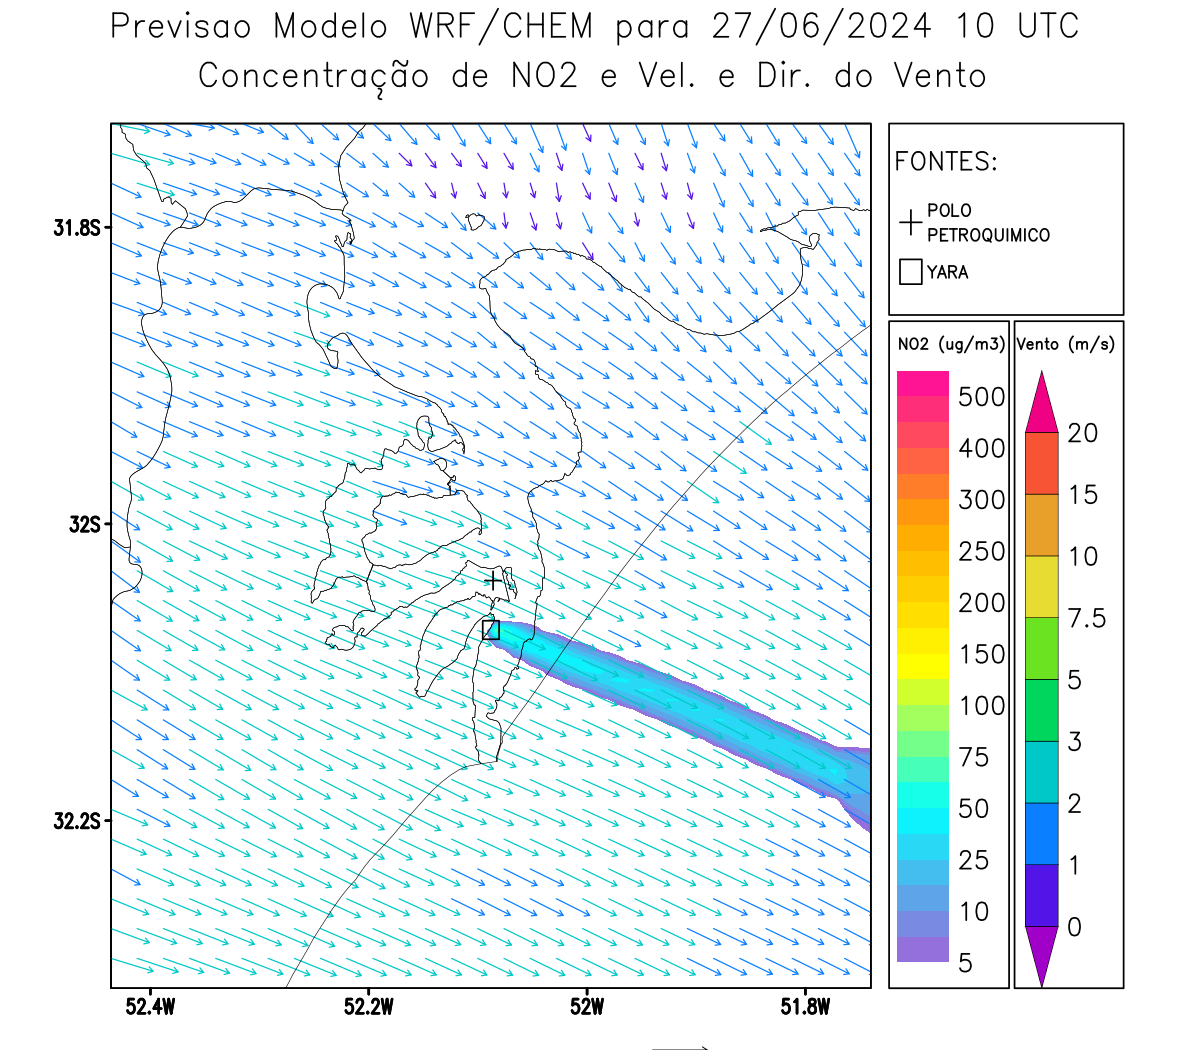 Previsao Modelo WRF/CHEM para 27/06/2024 10 UTC
Concentração de NO2 e Vel. e Dir. do Vento
FONTES:
POLO
PETROQUIMICO
YARA
NO2 (ug/m3)
500
400
300
250
200
150
100
75
50
25
10
5
Vento (m/s)
20
15
10
7.5
5
3
2
1
0
31.8S
32S
32.2S
52.4W
52.2W
52W
51.8W